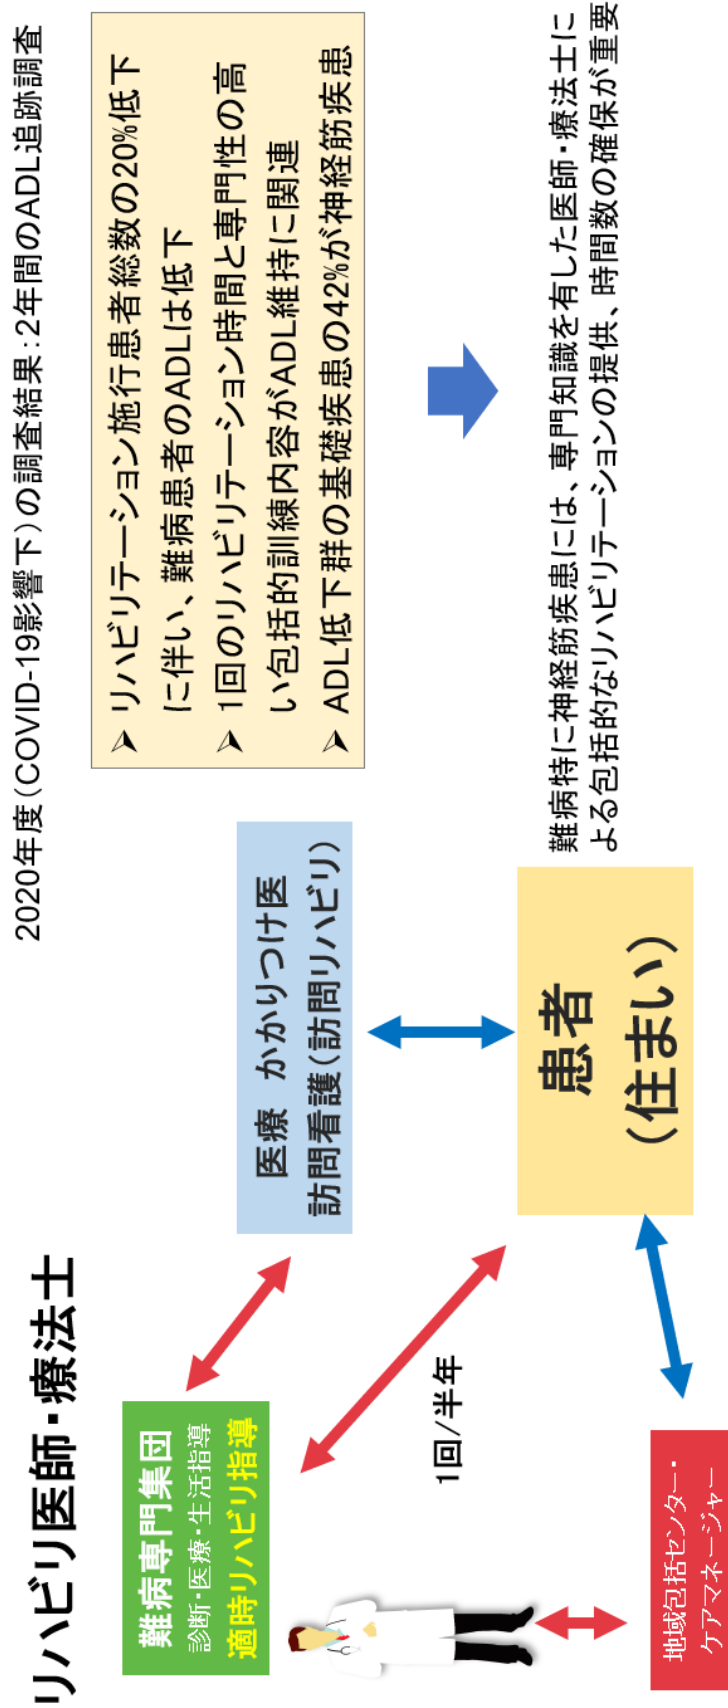 リハビリ医師・療法士
難病専門集団
診断・医療・生活指導
適時リハビリ指導
1回/半年
地域包括センター・
ケアマネージャー
医療 かかりつけ医
訪問看護(訪問リハビリ)
患者
(住まい)
2020年度(COVID-19影響下)の調査結果:2年間のADL追跡調査
➢ リハビリテーション施行患者総数の20%低下
に伴い、難病患者のADLは低下
➢ 1回のリハビリテーション時間と専門性の高
い包括的訓練内容がADL維持に関連
➢ ADL低下群の基礎疾患の42%が神経筋疾患
難病特に神経筋疾患には、専門知識を有した医師・療法士に
よる包括的なリハビリテーションの提供、時間数の確保が重要